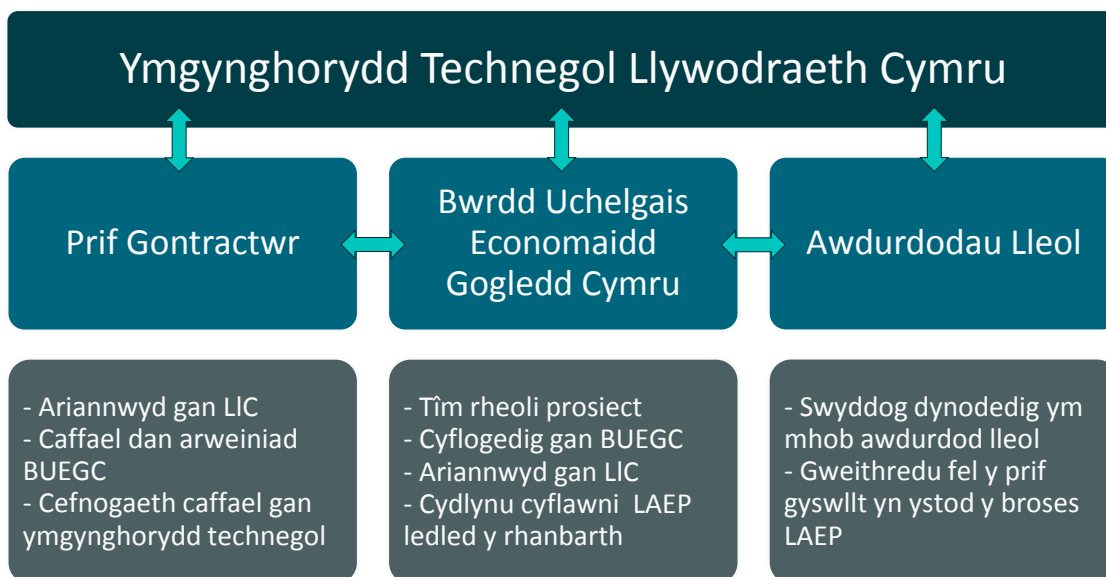 Ymgynghorydd Technegol Llywodraeth Cymru
Prif Gontractwr
Bwrdd Uchelgais
Economaidd
Gogledd Cymru
Awdurdodau Lleol
- Ariannwyd gan LlC
- Caffael dan arweiniad
BUEGC
- Cefnogaeth caffael gan
ymgynghorydd technegol
- Tîm rheoli prosiect
- Cyflogedig gan BUEGC
- Ariannwyd gan LlC
- Cydlynu cyflawni  LAEP
ledled y rhanbarth
- Swyddog dynodedig ym
mhob awdurdod lleol
- Gweithredu fel y prif
gyswllt yn ystod y broses
LAEP